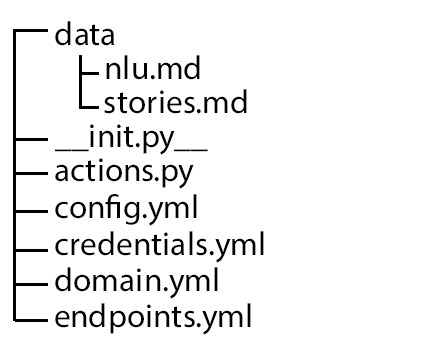 data
nlu.md
stories.md
__init.py__
actions.py
config.yml
credentials.yml
domain.yml
endpoints.yml